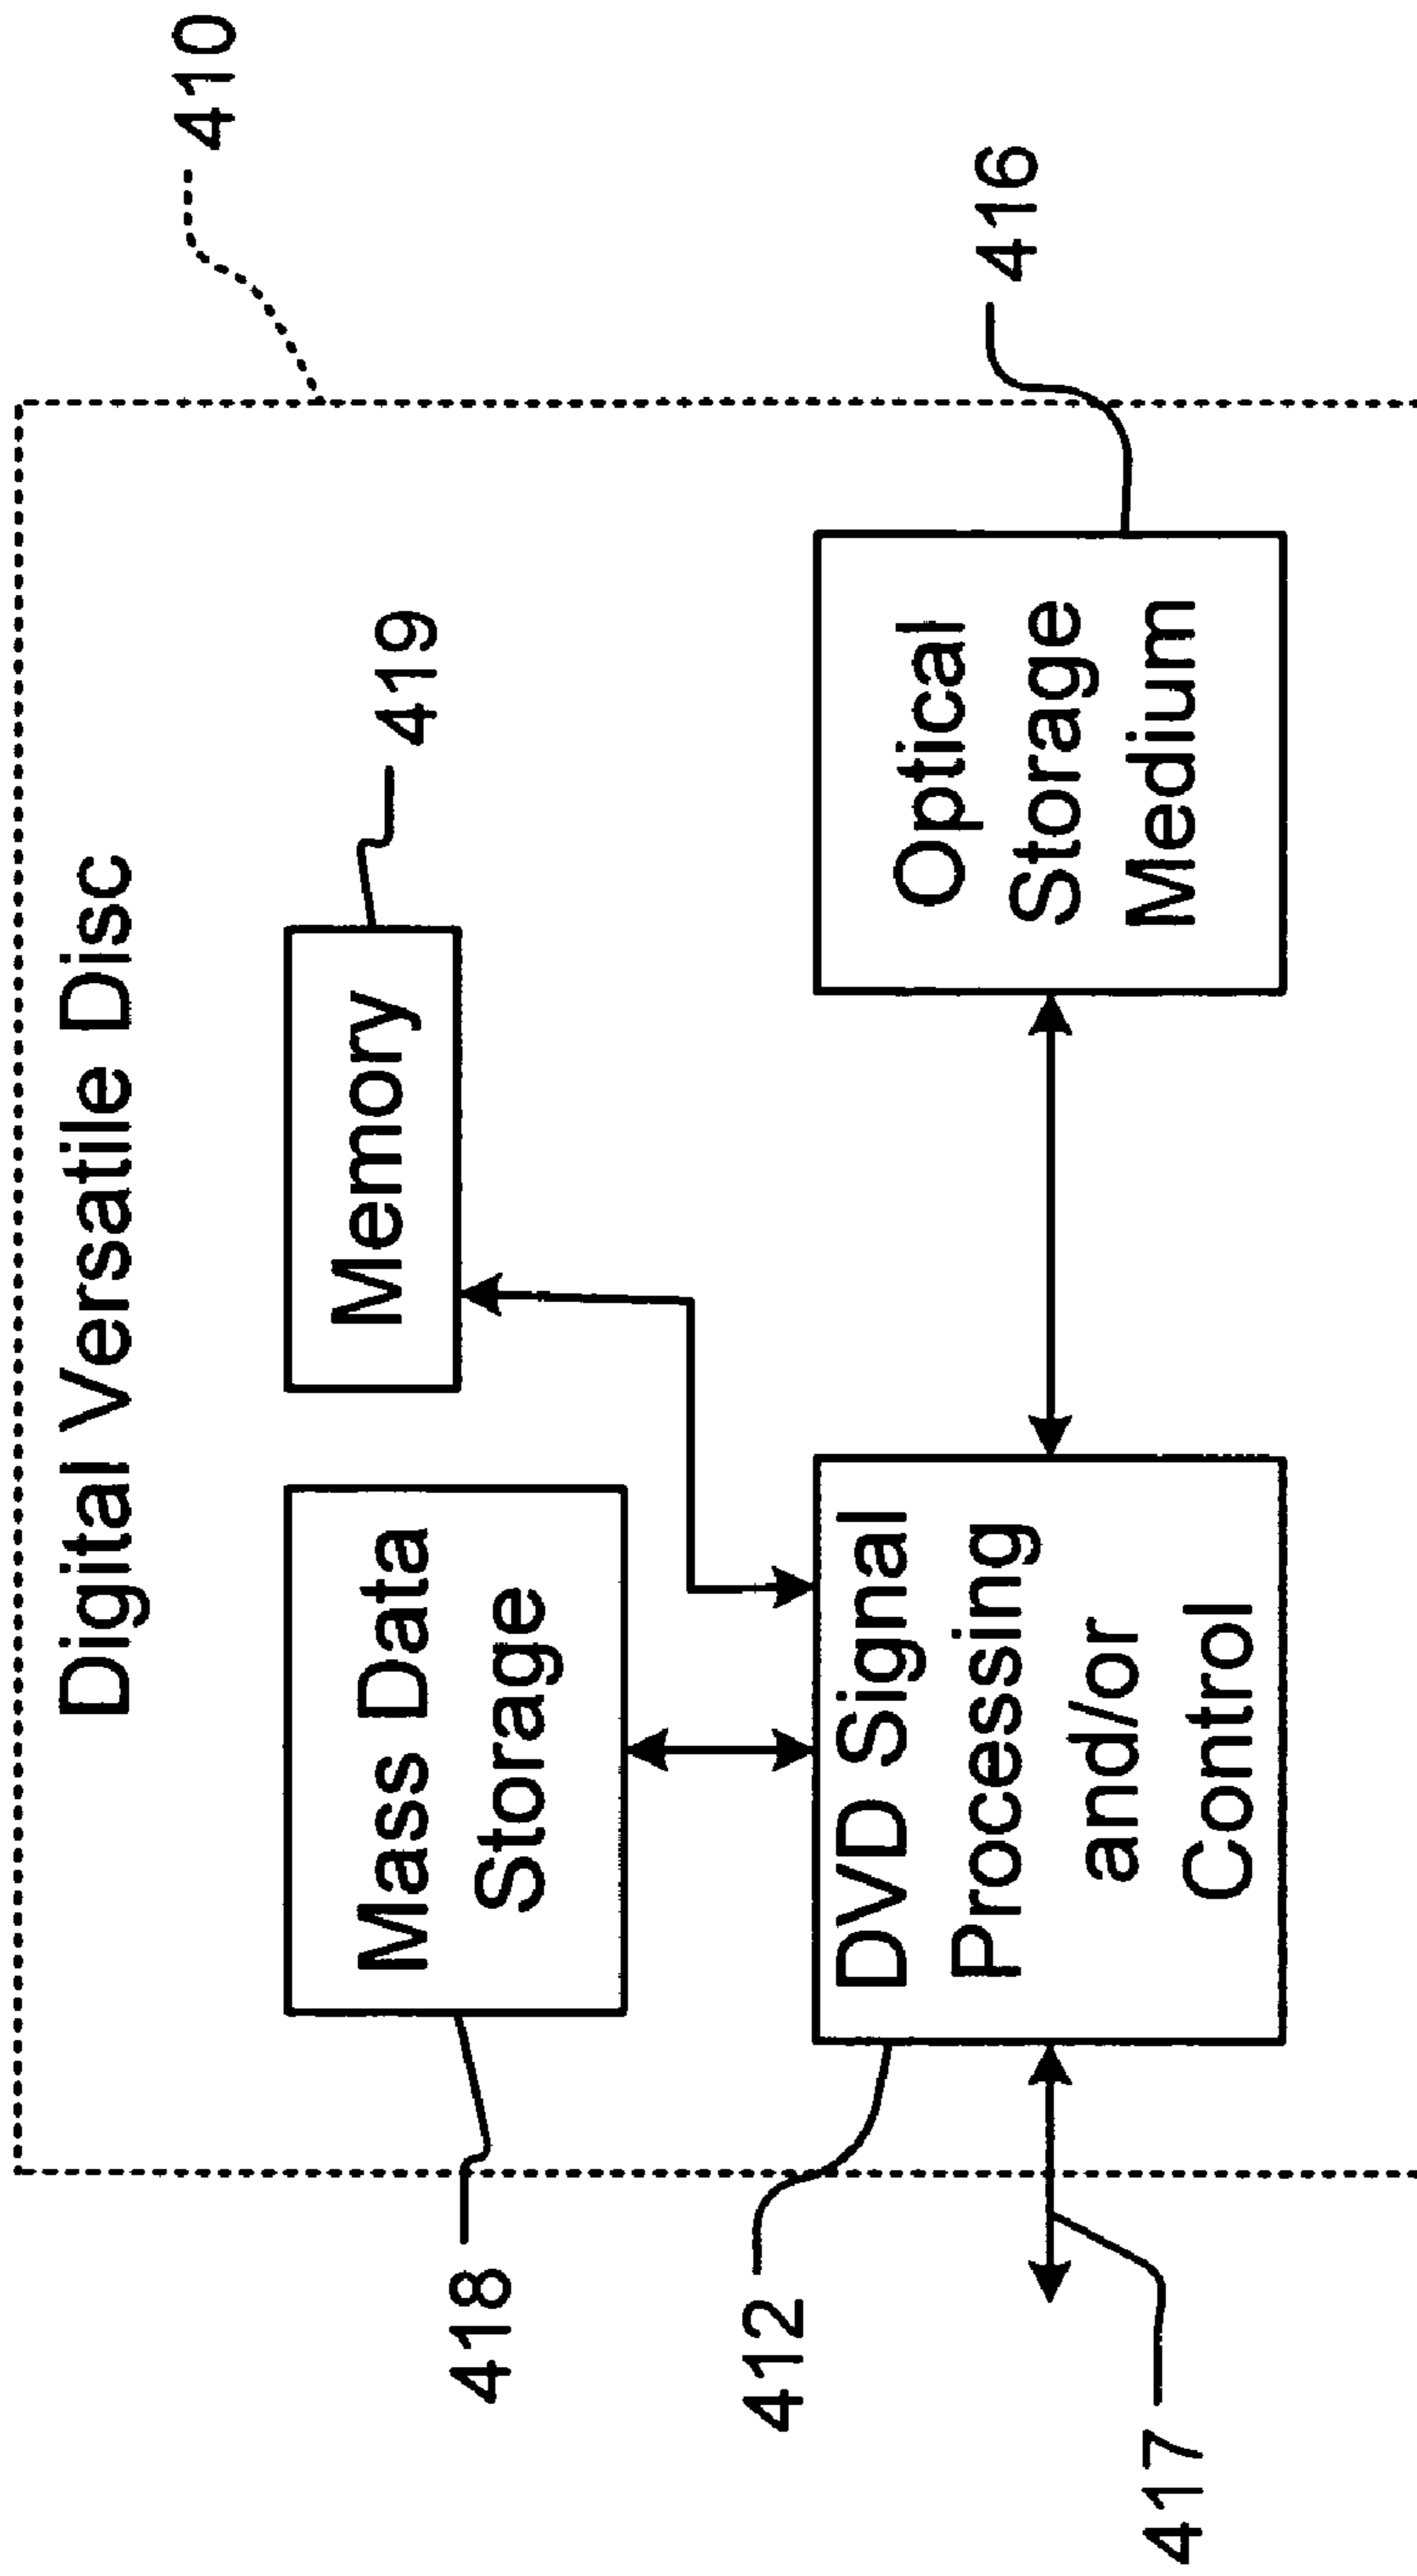 Digital Versatile Disc
410
Mass Data
Storage
418
Memory
419
DVD Signal
Processing
and/or
Control
412
Optical
Storage
Medium
416
417